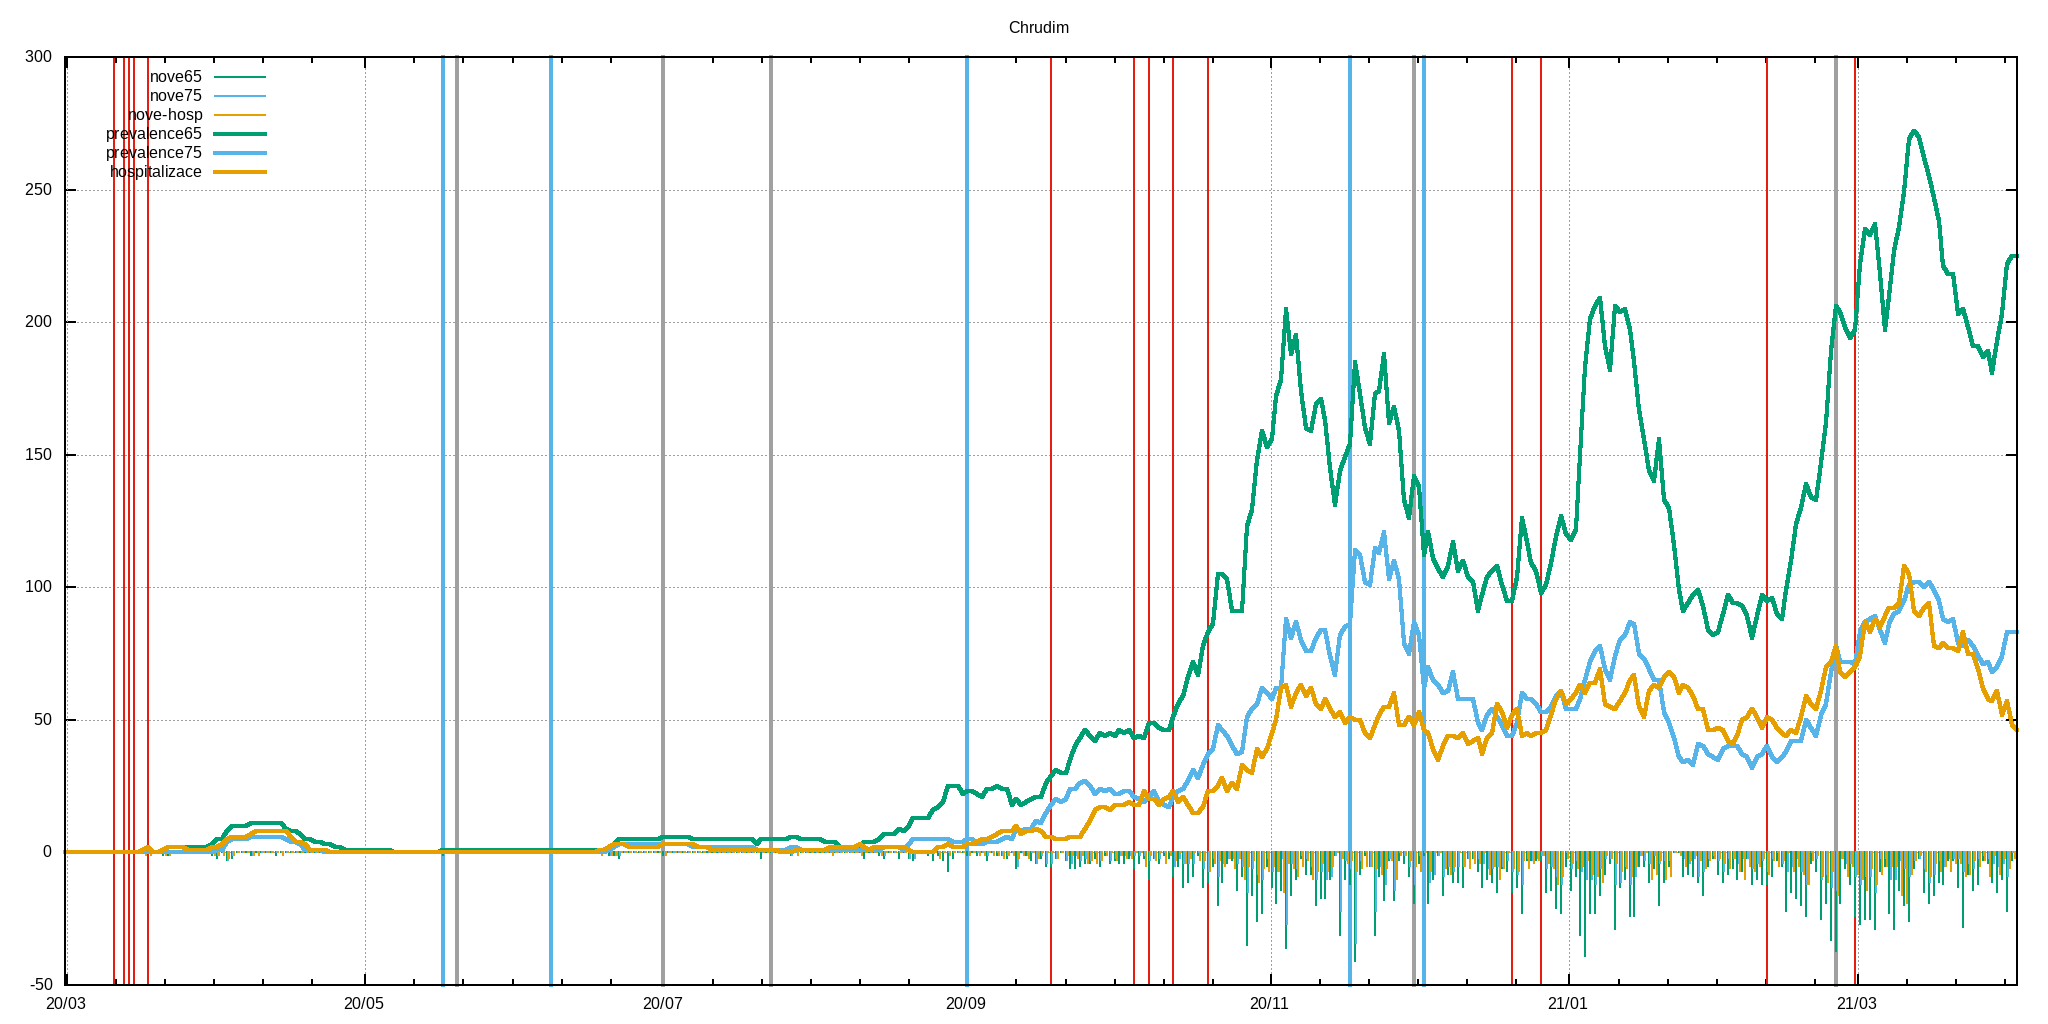 Chrudim
300
nove65
nove75
nove-hosp
prevalence65
prevalence75
hospitalizace
250
200
150
100
50
0
-50
20/03 20/05 20/07 20/09 20/11 21/01 21/03